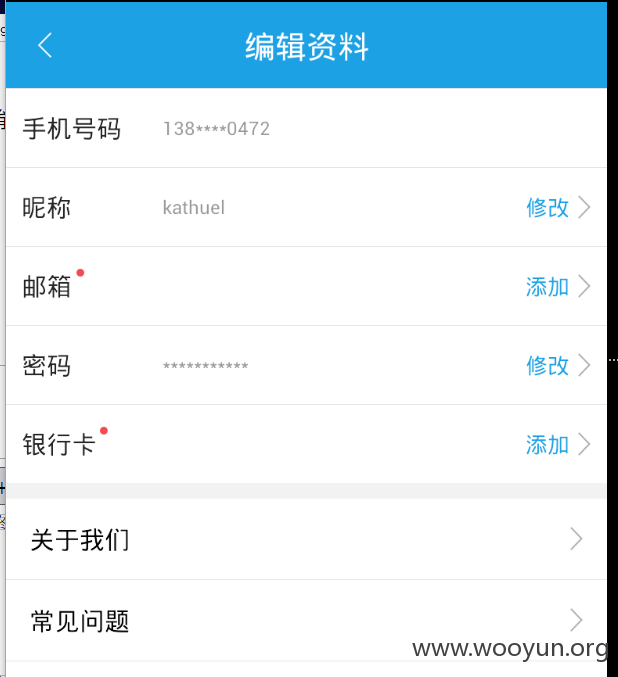 编辑资料
手机号码 138****0472
昵称 kathuel 修改
邮箱 添加
密码 *********** 修改
银行卡 添加
关于我们
常见问题
www.wooyun.org